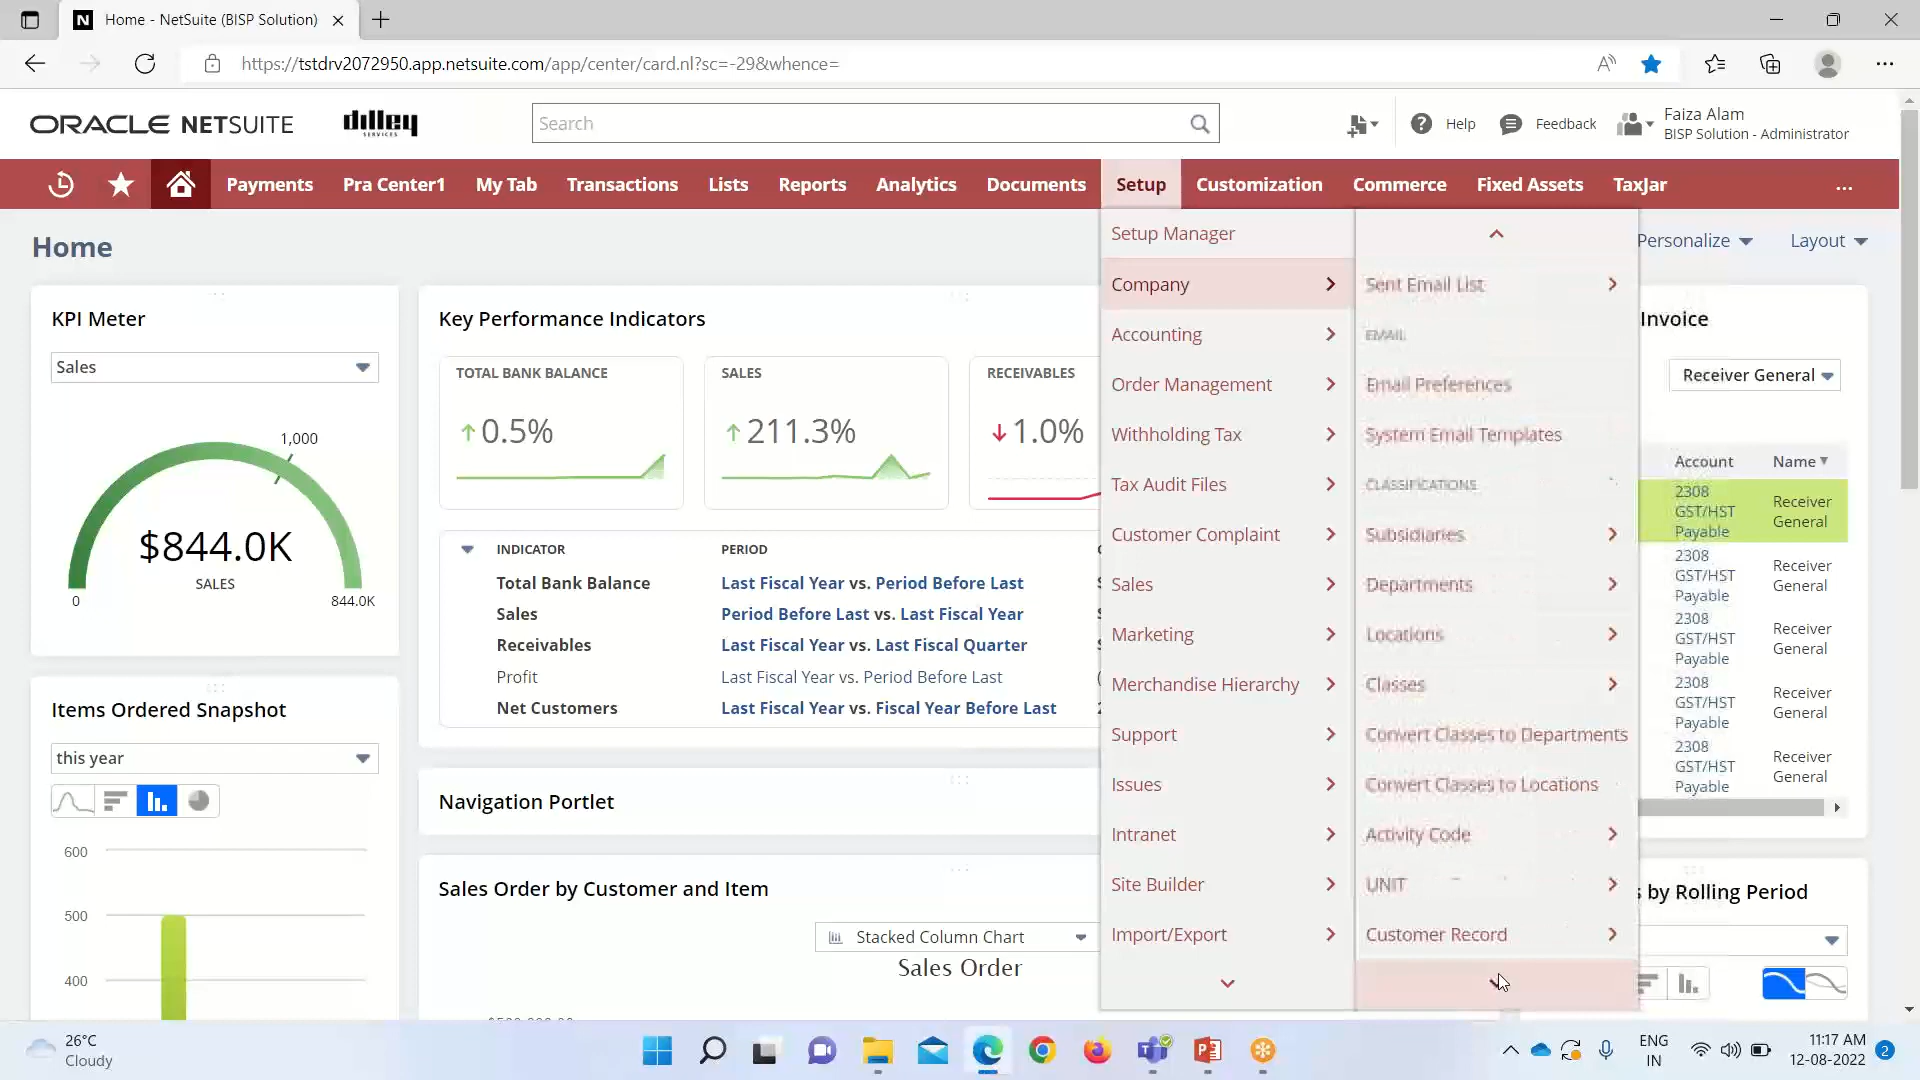 Home - NetSuite (BISP Solution)
https://tstdrv2072950.app.netsuite.com/app/center/card.nl?sc=-29&whence=
ORACLE NETSUITE
dilley
SERVICES
Search
Help
Feedback
Faiza Alam
BISP Solution - Administrator
Payments
Pra Center1
My Tab
Transactions
Lists
Reports
Analytics
Documents
Setup
Customization
Commerce
Fixed Assets
TaxJar
...
Home
Personalize
Layout
Setup Manager
Company
Accounting
Order Management
Withholding Tax
Tax Audit Files
Customer Complaint
Sales
Marketing
Merchandise Hierarchy
Support
Issues
Intranet
Site Builder
Import/Export
Sent Email List
EMAIL
Email Preferences
System Email Templates
CLASSIFICATIONS
Subsidiaries
Departments
Locations
Classes
Convert Classes to Departments
Convert Classes to Locations
Activity Code
UNIT
Customer Record
KPI Meter
Sales
1,000
$844.0K
SALES
0
844.0K
Items Ordered Snapshot
this year
600
500
400
Key Performance Indicators
TOTAL BANK BALANCE
0.5%
SALES
211.3%
RECEIVABLES
1.0%
INDICATOR PERIOD
Total Bank Balance Last Fiscal Year vs. Period Before Last
Sales Period Before Last vs. Last Fiscal Year
Receivables Last Fiscal Year vs. Last Fiscal Quarter
Profit Last Fiscal Year vs. Period Before Last
Net Customers Last Fiscal Year vs. Fiscal Year Before Last
Navigation Portlet
Sales Order by Customer and Item
Stacked Column Chart
Sales Order
Invoice
Receiver General
Account Name
2308
GST/HST
Payable
Receiver
General
2308
GST/HST
Payable
Receiver
General
2308
GST/HST
Payable
Receiver
General
2308
GST/HST
Payable
Receiver
General
2308
GST/HST
Payable
Receiver
General
by Rolling Period
26°C
Cloudy
ENG
IN
11:17 AM
12-08-2022
2